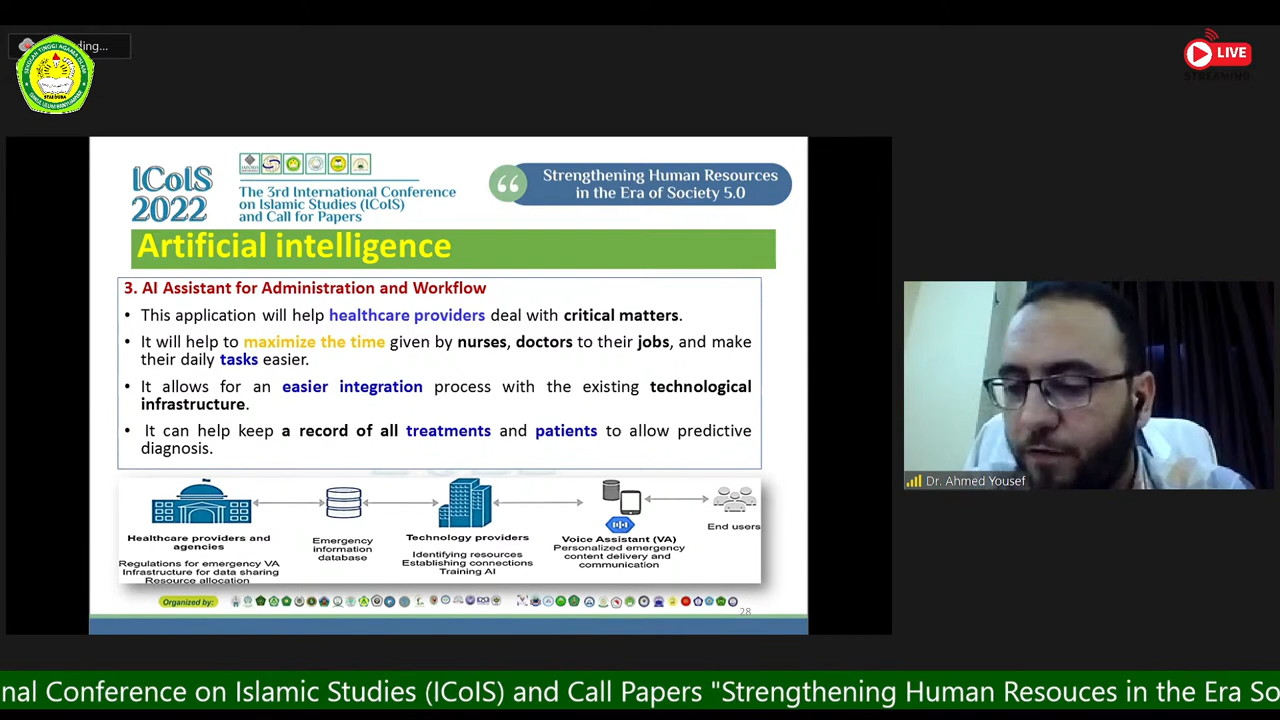 ding...
LIVE
STREAMING
ICoIS
2022
The 3rd International Conference
on Islamic Studies (ICoIS)
and Call for Papers
Strengthening Human Resources
in the Era of Society 5.0
Artificial intelligence
3. AI Assistant for Administration and Workflow
• This application will help healthcare providers deal with critical matters.
• It will help to maximize the time given by nurses, doctors to their jobs, and make
their daily tasks easier.
• It allows for an easier integration process with the existing technological
infrastructure.
• It can help keep a record of all treatments and patients to allow predictive
diagnosis.
Healthcare providers and
agencies
Regulations for emergency VA
Infrastructure for data sharing
Resource allocation
Emergency
information
database
Technology providers
Identifying resources
Establishing connections
Training AI
Voice Assistant (VA)
Personalized emergency
content delivery and
communication
End users
Organized by:
28
Dr. Ahmed Yousef
nal Conference on Islamic Studies (ICoIS) and Call Papers "Strengthening Human Resouces in the Era So